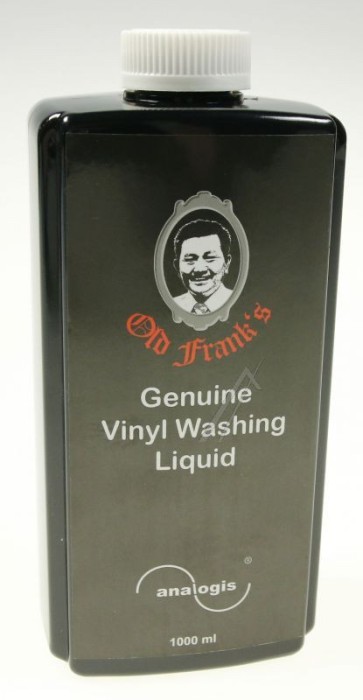 Old Frank's
Genuine
Vinyl Washing
Liquid
analogis ®
1000 ml